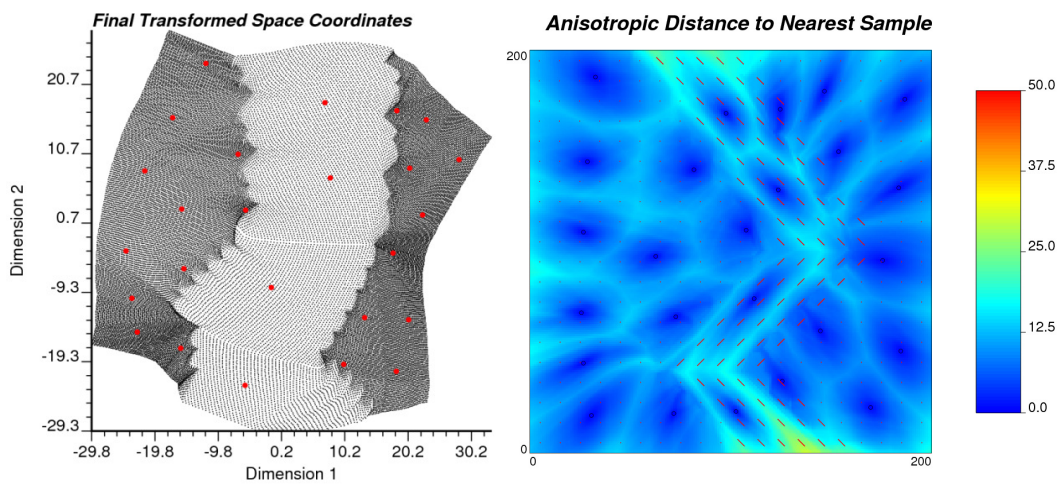 Final Transformed Space Coordinates
20.7
10.7
0.7
-9.3
-19.3
-29.3
Dimension 2
-29.8 -19.8 -9.8 0.2 10.2 20.2 30.2
Dimension 1
Anisotropic Distance to Nearest Sample
200
0
0 200
50.0
37.5
25.0
12.5
0.0